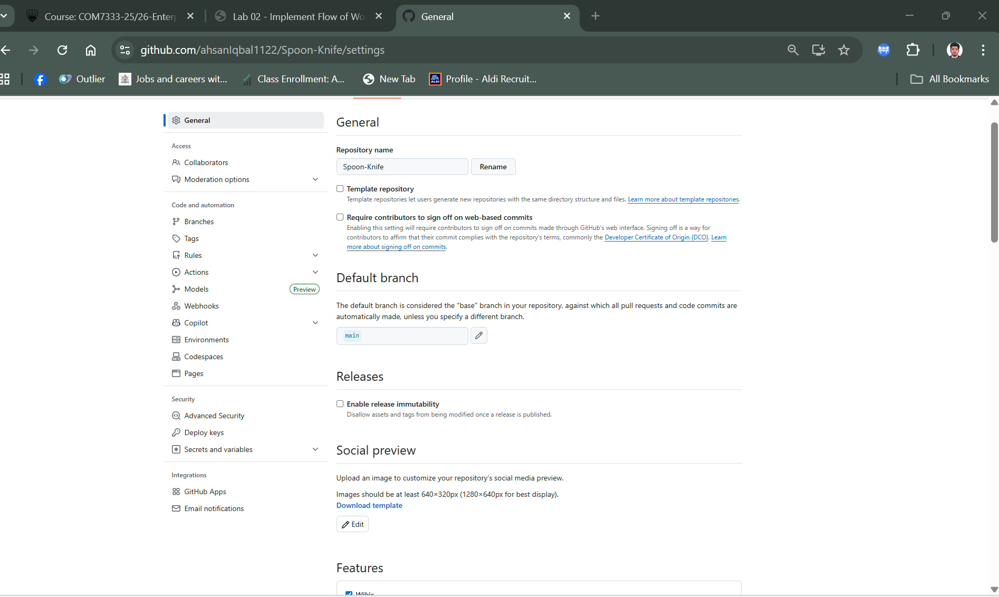 Course: COM7333-25/26-Enterp
Lab 02 - Implement Flow of Wo
General
github.com/ahsanIqbal1122/Spoon-Knife/settings
Outlier
Jobs and careers wit...
Class Enrollment: A...
New Tab
ALDI
Profile - Aldi Recruit...
All Bookmarks
General
Access
Collaborators
Moderation options
Code and automation
Branches
Tags
Rules
Actions
Models
Preview
Webhooks
Copilot
Environments
Codespaces
Pages
Security
Advanced Security
Deploy keys
Secrets and variables
Integrations
GitHub Apps
Email notifications
General
Repository name
Spoon-Knife
Rename
Template repository
Template repositories let users generate new repositories with the same directory structure and files. Learn more about template repositories.
Require contributors to sign off on web-based commits
Enabling this setting will require contributors to sign off on commits made through GitHub's web interface. Signing off is a way for
contributors to affirm that their commit complies with the repository's terms, commonly the Developer Certificate of Origin (DCO). Learn
more about signing off on commits.
Default branch
The default branch is considered the “base” branch in your repository, against which all pull requests and code commits are
automatically made, unless you specify a different branch.
main
Releases
Enable release immutability
Disallow assets and tags from being modified once a release is published.
Social preview
Upload an image to customize your repository's social media preview.
Images should be at least 640×320px (1280×640px for best display).
Download template
Edit
Features
Wikis